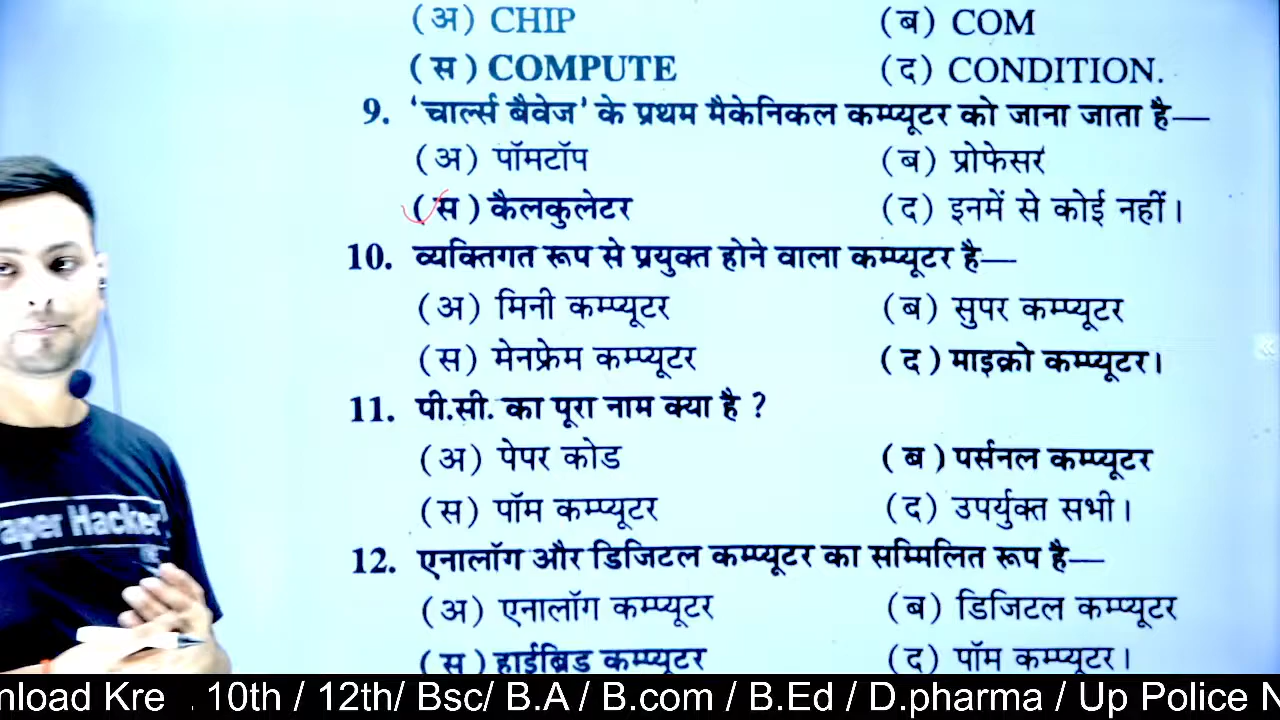 (अ) CHIP (ब) COM
(स) COMPUTE (द) CONDITION.
9. ‘चार्ल्स बैवेज’ के प्रथम मैकेनिकल कम्प्यूटर को जाना जाता है—
(अ) पॉमटॉप (ब) प्रोफेसर
(स) कैलकुलेटर (द) इनमें से कोई नहीं।
10. व्यक्तिगत रूप से प्रयुक्त होने वाला कम्प्यूटर है—
(अ) मिनी कम्प्यूटर (ब) सुपर कम्प्यूटर
(स) मेनफ्रेम कम्प्यूटर (द) माइक्रो कम्प्यूटर।
11. पी.सी. का पूरा नाम क्या है ?
(अ) पेपर कोड (ब) पर्सनल कम्प्यूटर
(स) पॉम कम्प्यूटर (द) उपर्युक्त सभी।
12. एनालॉग और डिजिटल कम्प्यूटर का सम्मिलित रूप है—
(अ) एनालॉग कम्प्यूटर (ब) डिजिटल कम्प्यूटर
(स) हाईब्रिड कम्प्यूटर (द) पॉम कम्प्यूटर।
aper Hacker
nload Kre . 10th / 12th/ Bsc/ B.A / B.com / B.Ed / D.pharma / Up Police N